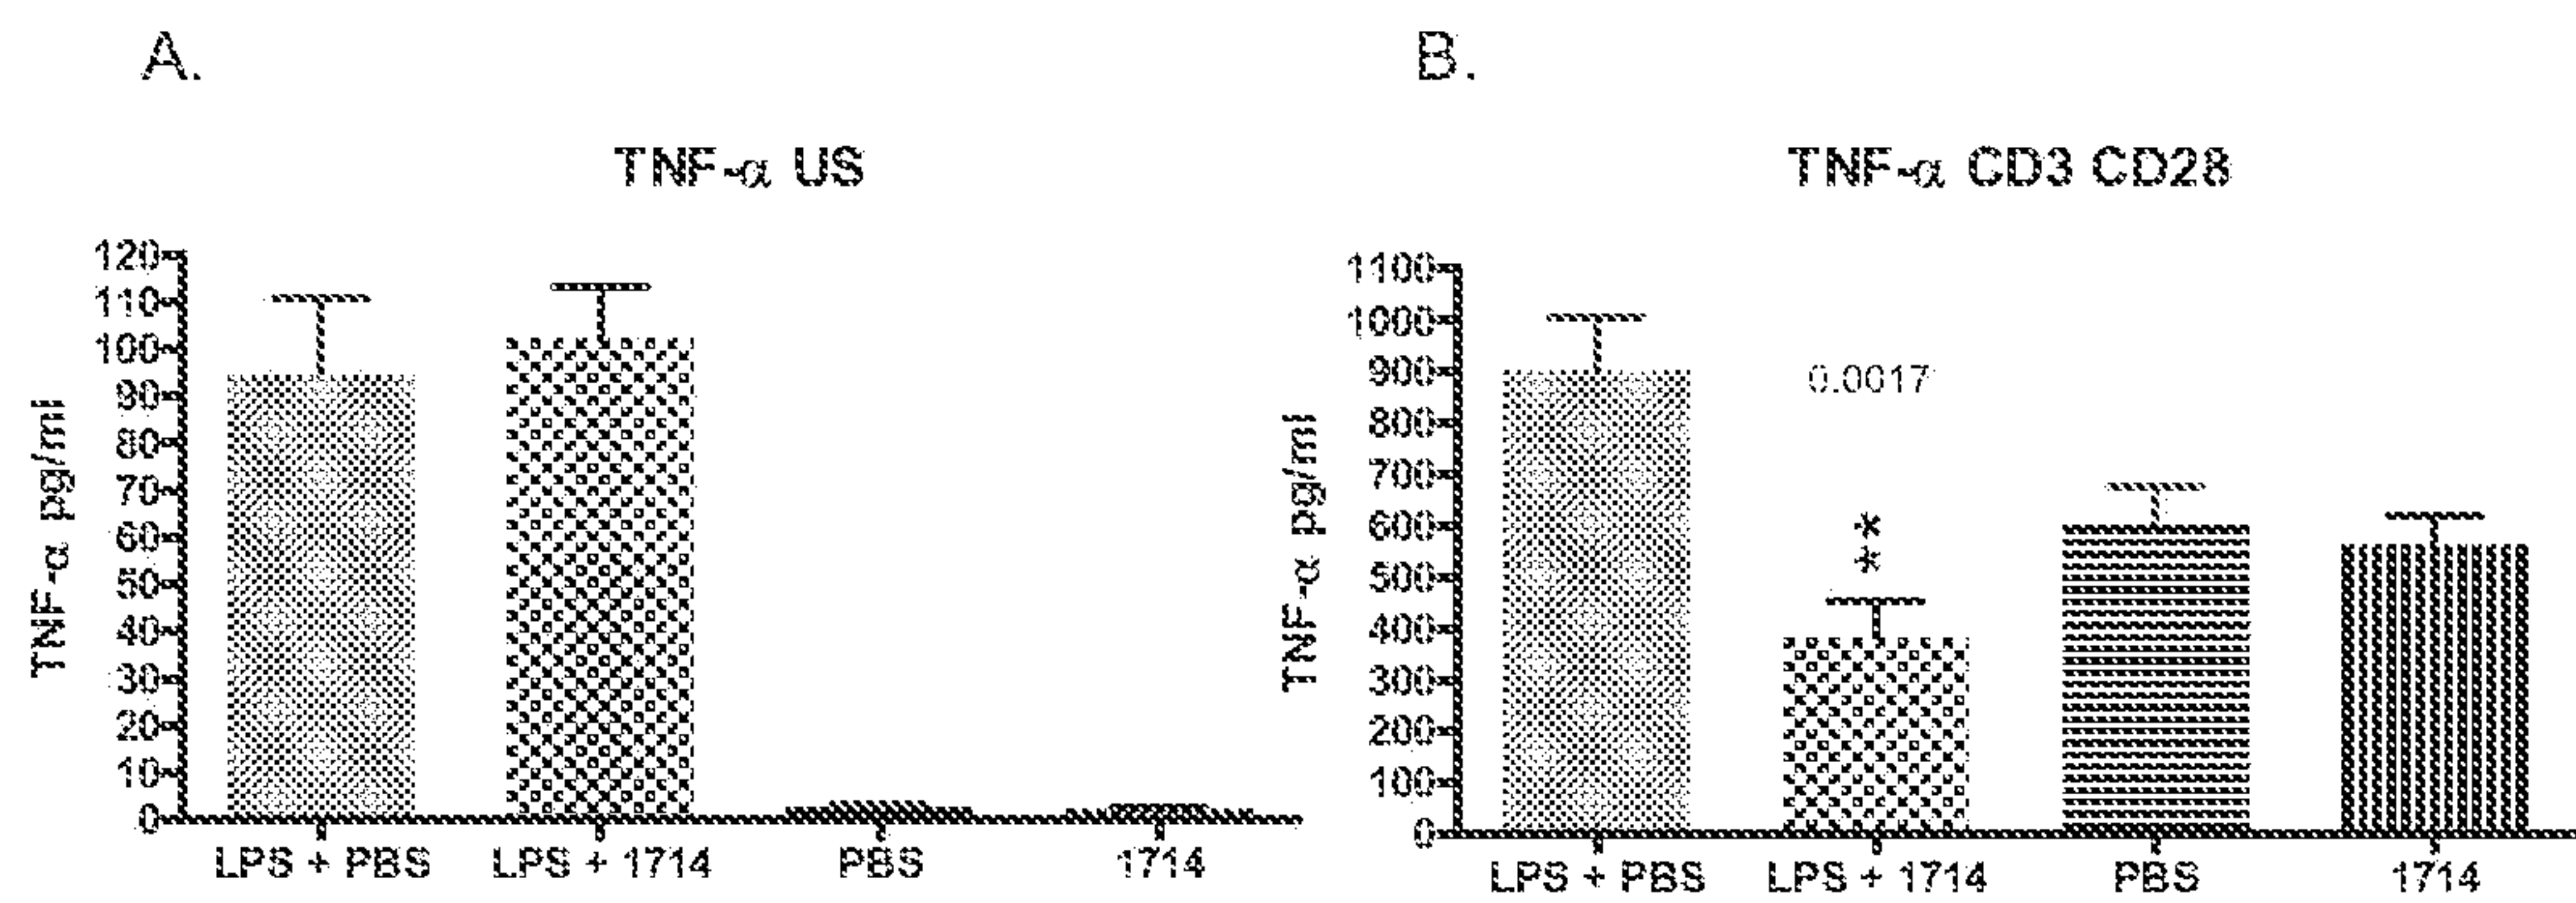 A.
TNF-α US
TNF-α pg/ml
120
110
100
90
80
70
60
50
40
30
20
10
0
LPS + PBS
LPS + 1714
PBS
1714
B.
TNF-α CD3 CD28
TNF-α pg/ml
1100
1000
900
800
700
600
500
400
300
200
100
0
0.0017
*
*
LPS + PBS
LPS + 1714
PBS
1714